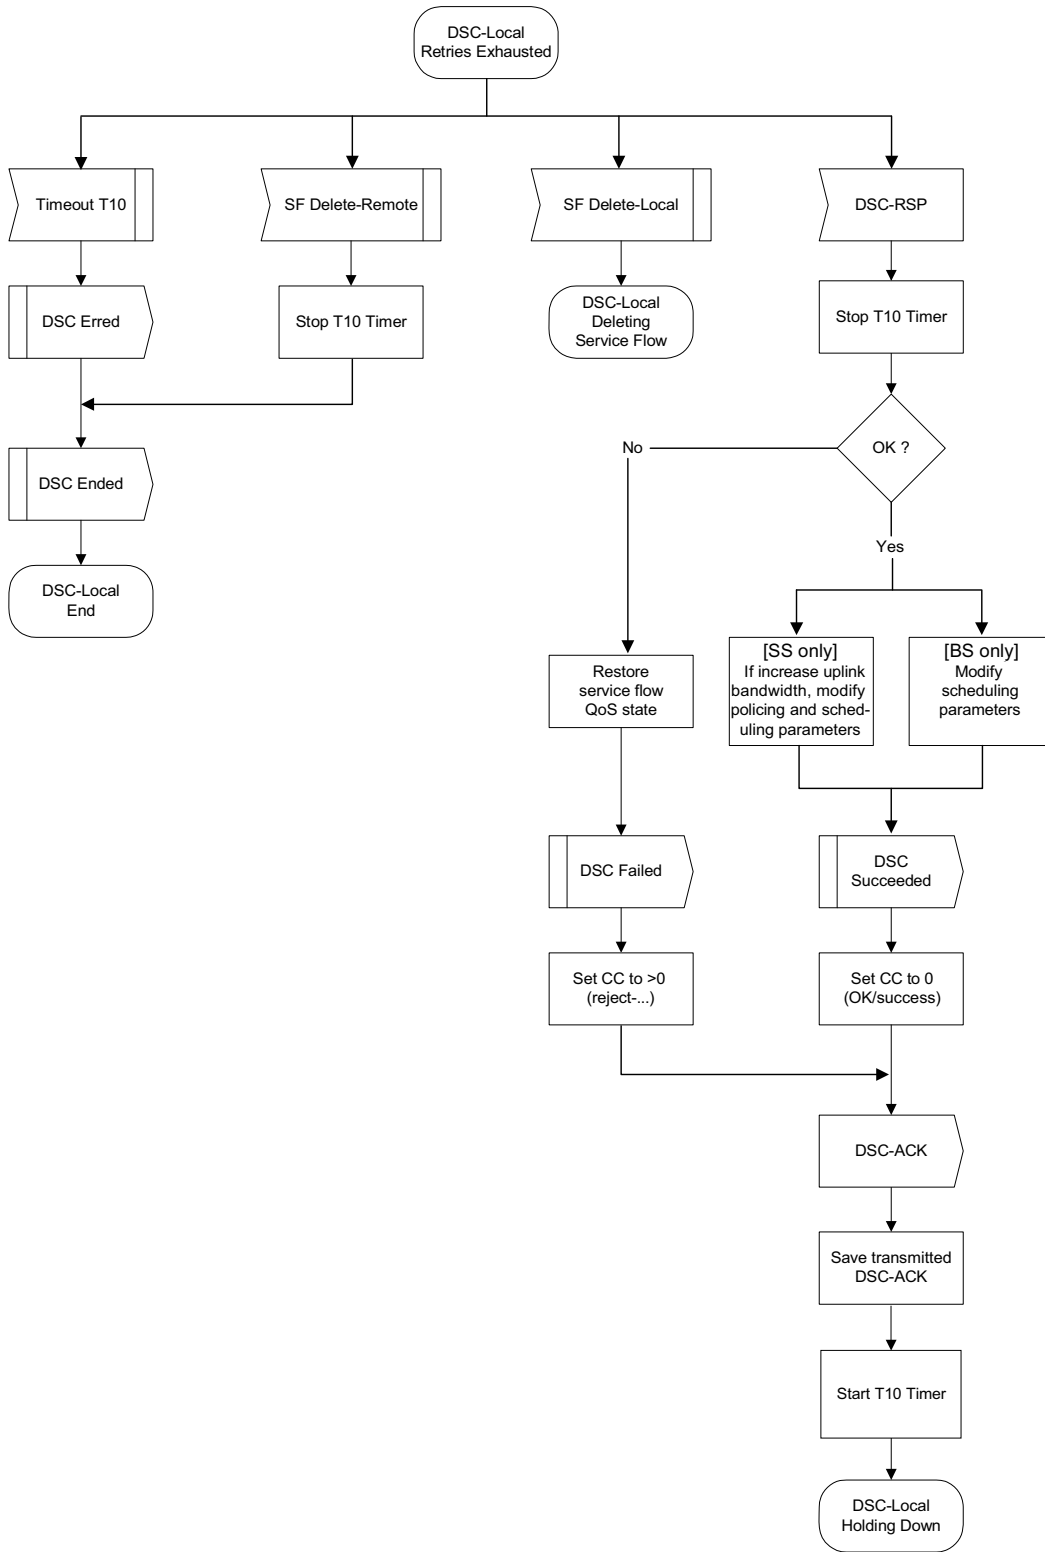 DSC-Local
Retries Exhausted
Timeout T10
SF Delete-Remote
SF Delete-Local
DSC-RSP
DSC Erred
Stop T10 Timer
DSC-Local
Deleting
Service Flow
Stop T10 Timer
No
OK ?
DSC Ended
Yes
DSC-Local
End
[SS only]
If increase uplink
bandwidth, modify
policing and sched-
uling parameters
[BS only]
Modify
scheduling
parameters
Restore
service flow
QoS state
DSC Failed
DSC
Succeeded
Set CC to >0
(reject-...)
Set CC to 0
(OK/success)
DSC-ACK
Save transmitted
DSC-ACK
Start T10 Timer
DSC-Local
Holding Down